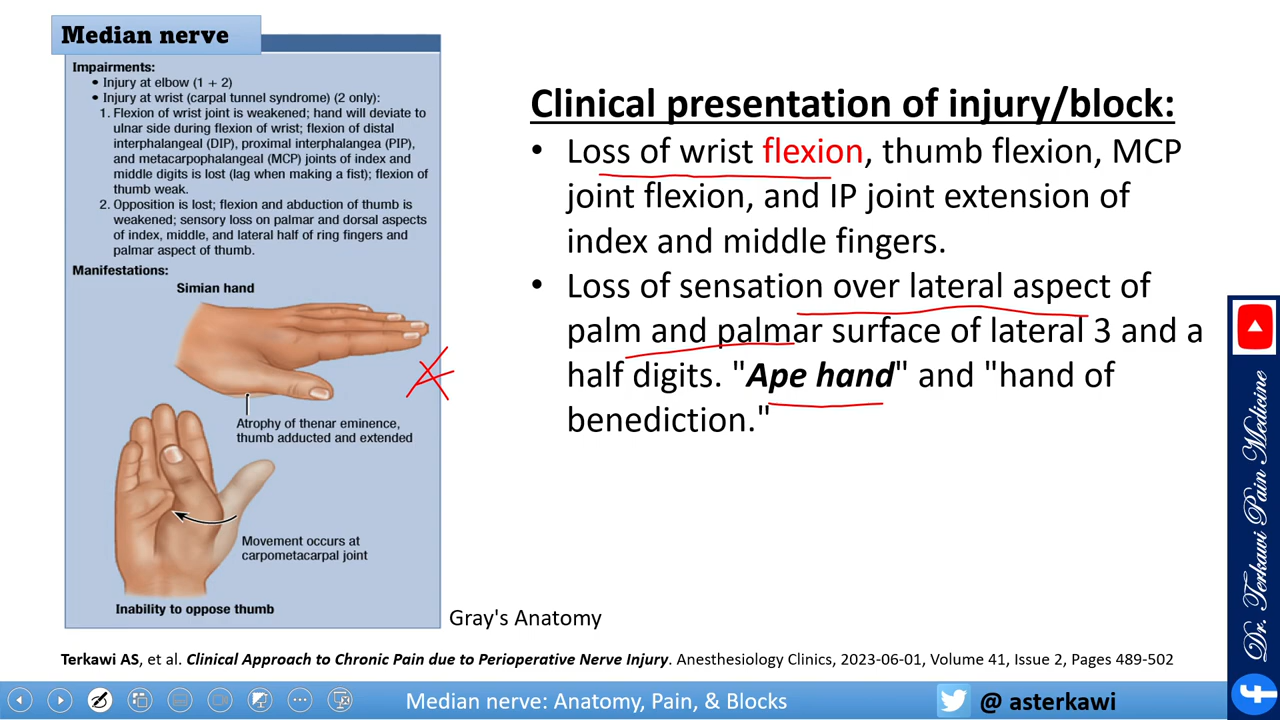 Median nerve
Impairments:
• Injury at elbow (1 + 2)
• Injury at wrist (carpal tunnel syndrome) (2 only):
1. Flexion of wrist joint is weakened; hand will deviate to
ulnar side during flexion of wrist; flexion of distal
interphalangeal (DIP), proximal interphalangea (PIP),
and metacarpophalangeal (MCP) joints of index and
middle digits is lost (lag when making a fist); flexion of
thumb weak.
2. Opposition is lost; flexion and abduction of thumb is
weakened; sensory loss on palmar and dorsal aspects
of index, middle, and lateral half of ring fingers and
palmar aspect of thumb.
Manifestations:
Simian hand
Atrophy of thenar eminence,
thumb adducted and extended
Movement occurs at
carpometacarpal joint
Inability to oppose thumb
Gray's Anatomy
Clinical presentation of injury/block:
• Loss of wrist flexion, thumb flexion, MCP
joint flexion, and IP joint extension of
index and middle fingers.
• Loss of sensation over lateral aspect of
palm and palmar surface of lateral 3 and a
half digits. "Ape hand" and "hand of
benediction."
Terkawi AS, et al. Clinical Approach to Chronic Pain due to Perioperative Nerve Injury. Anesthesiology Clinics, 2023-06-01, Volume 41, Issue 2, Pages 489-502
Median nerve: Anatomy, Pain, & Blocks
@ asterkawi
Dr. Terkawi Pain Medicine